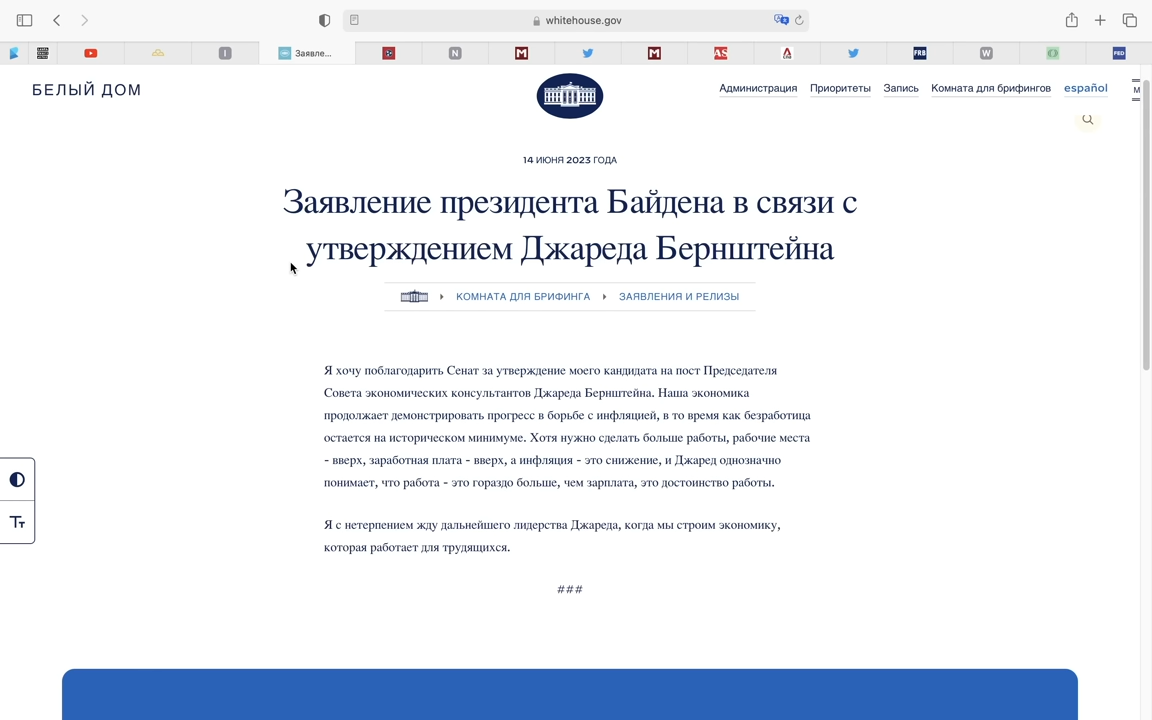 whitehouse.gov
Заявле...
N
M
M
AS
A
FRB
W
FED
БЕЛЫЙ ДОМ
Администрация Приоритеты Запись Комната для брифингов español М
14 ИЮНЯ 2023 ГОДА
Заявление президента Байдена в связи с
утверждением Джареда Бернштейна
КОМНАТА ДЛЯ БРИФИНГА ЗАЯВЛЕНИЯ И РЕЛИЗЫ
Я хочу поблагодарить Сенат за утверждение моего кандидата на пост Председателя
Совета экономических консультантов Джареда Бернштейна. Наша экономика
продолжает демонстрировать прогресс в борьбе с инфляцией, в то время как безработица
остается на историческом минимуме. Хотя нужно сделать больше работы, рабочие места
- вверх, заработная плата - вверх, а инфляция - это снижение, и Джаред однозначно
понимает, что работа - это гораздо больше, чем зарплата, это достоинство работы.
Я с нетерпением жду дальнейшего лидерства Джареда, когда мы строим экономику,
которая работает для трудящихся.
###
Тт